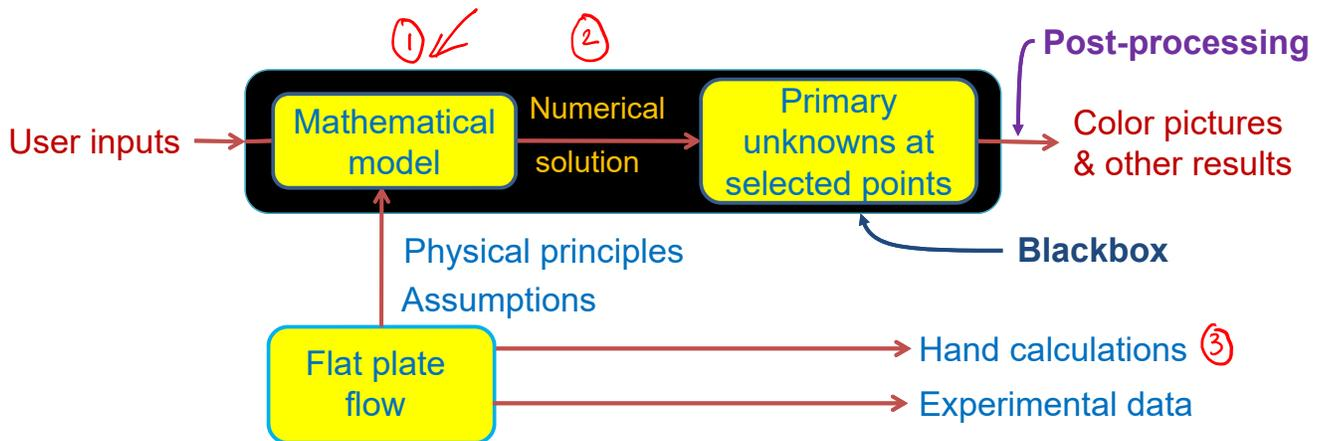 ①
②
Post-processing
User inputs
Mathematical
model
Numerical
solution
Primary
unknowns at
selected points
Color pictures
& other results
Physical principles
Assumptions
Blackbox
Flat plate
flow
Hand calculations ③
Experimental data